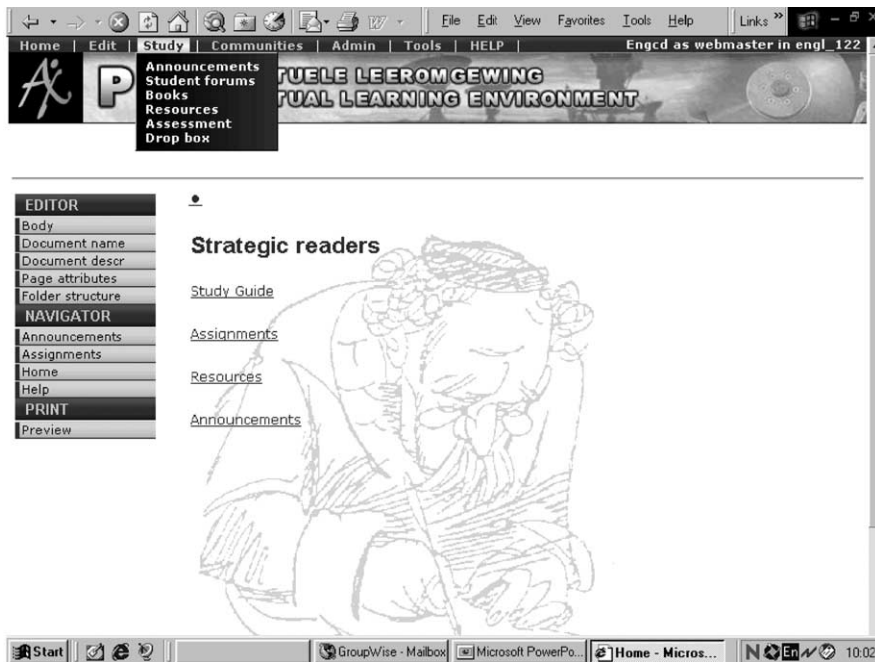 File Edit View Favorites Tools Help Links »
Home | Edit | Study | Communities | Admin | Tools | HELP | Engcd as webmaster in engl_122
P TUELE LEEROMGEWING
TUAL LEARNING ENVIRONMENT
Announcements
Student forums
Books
Resources
Assessment
Drop box
EDITOR
Body
Document name
Document descr
Page attributes
Folder structure
NAVIGATOR
Announcements
Assignments
Home
Help
PRINT
Preview
Strategic readers
Study Guide
Assignments
Resources
Announcements
Start GroupWise - Mailbox Microsoft PowerPo... Home - Micros... En 10:02